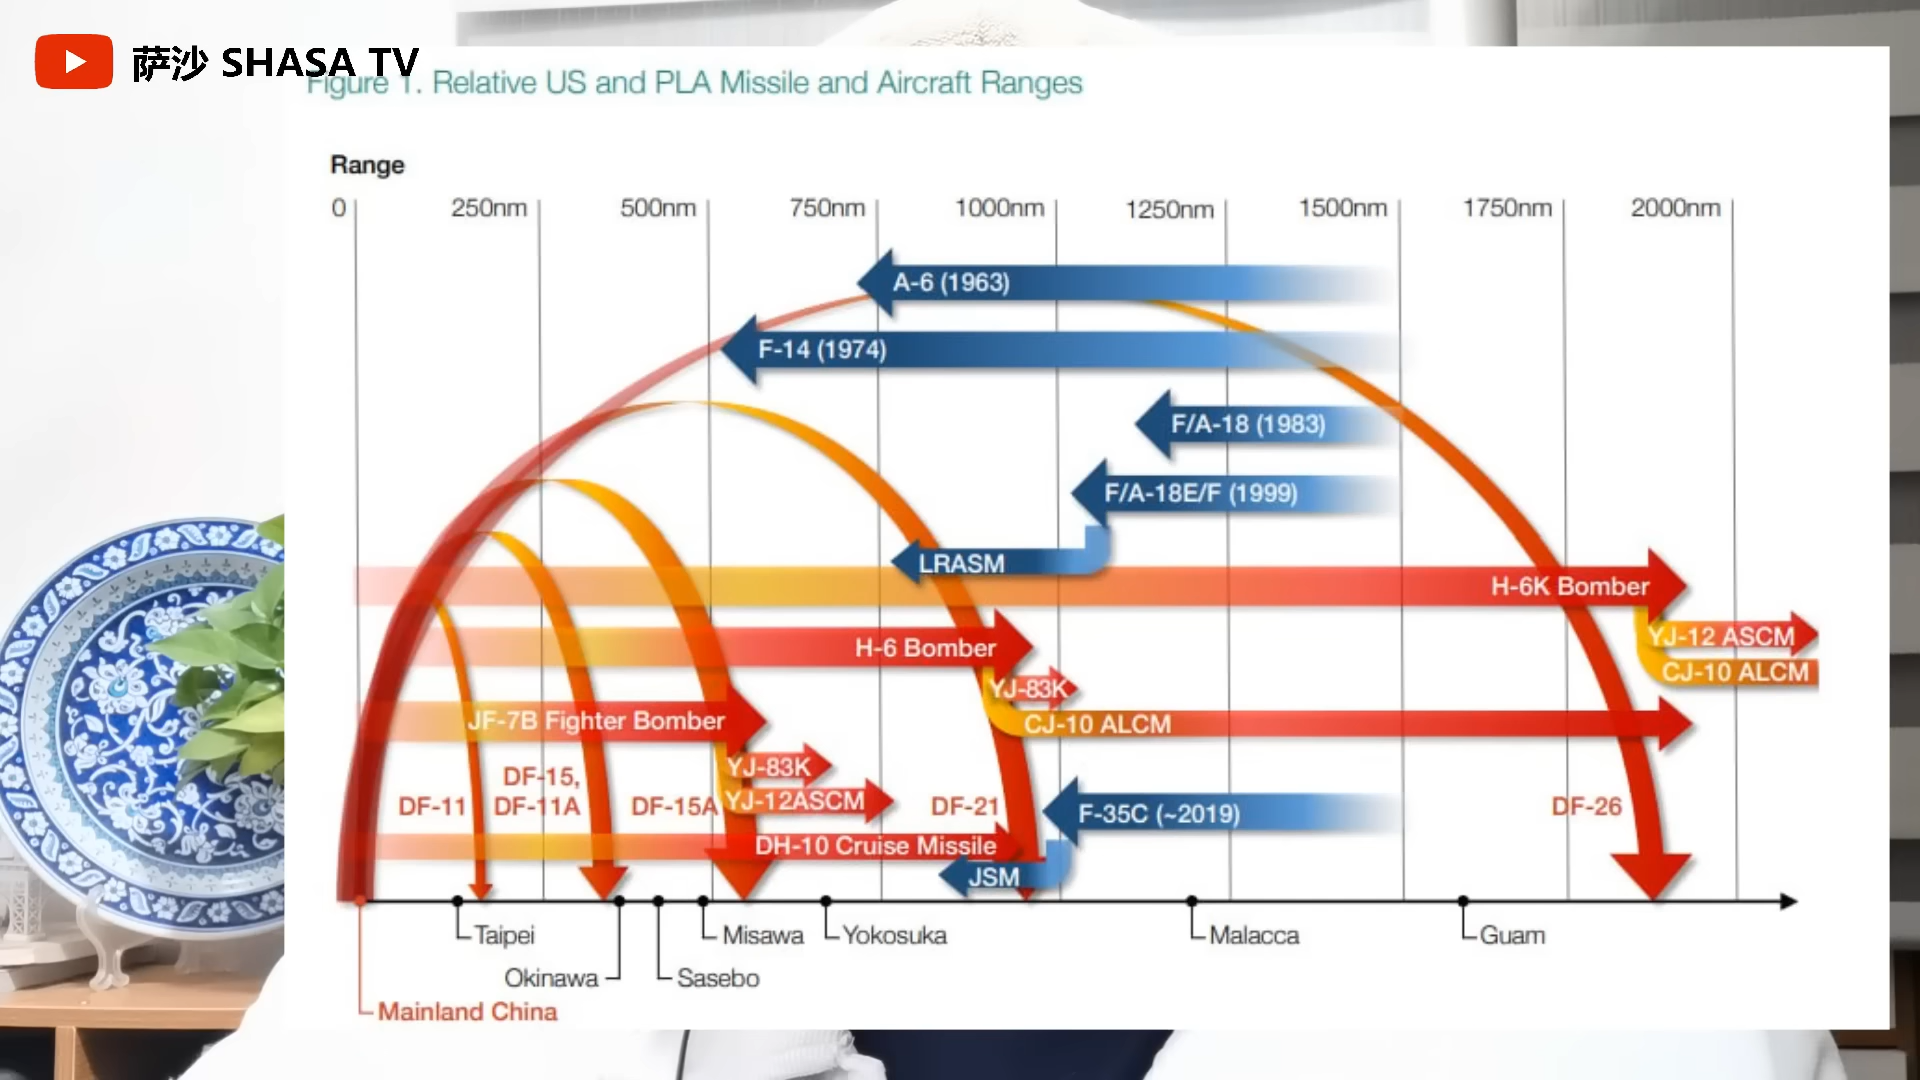 萨沙 SHASA TV
Figure 1. Relative US and PLA Missile and Aircraft Ranges
Range
0 250nm 500nm 750nm 1000nm 1250nm 1500nm 1750nm 2000nm
A-6 (1963)
F-14 (1974)
F/A-18 (1983)
F/A-18E/F (1999)
LRASM
H-6K Bomber
YJ-12 ASCM
H-6 Bomber
CJ-10 ALCM
YJ-83K
JF-7B Fighter Bomber
CJ-10 ALCM
YJ-83K
DF-15,
DF-11 DF-11A DF-15A YJ-12ASCM DF-21 F-35C (~2019) DF-26
DH-10 Cruise Missile
JSM
Taipei Misawa Yokosuka Malacca Guam
Okinawa Sasebo
Mainland China